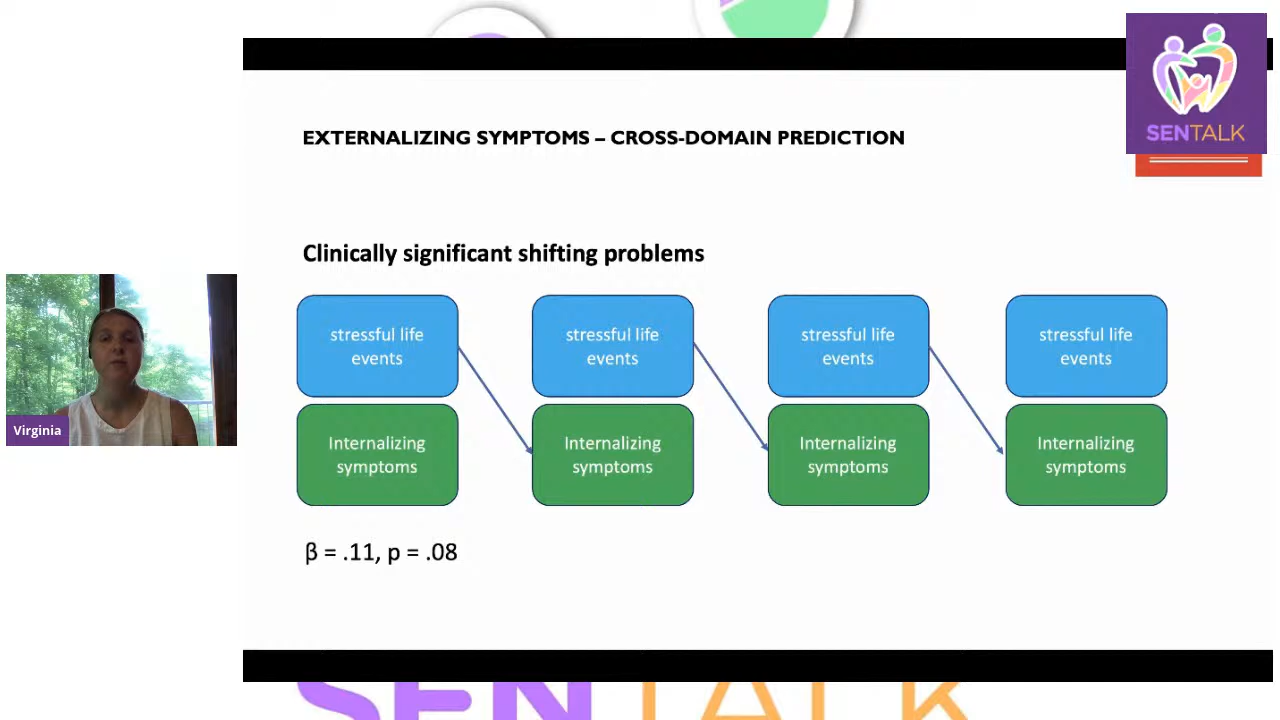 SENTALK
EXTERNALIZING SYMPTOMS – CROSS-DOMAIN PREDICTION
Clinically significant shifting problems
stressful life
events
stressful life
events
stressful life
events
stressful life
events
Internalizing
symptoms
Internalizing
symptoms
Internalizing
symptoms
Internalizing
symptoms
β = .11, p = .08
Virginia
SENTALK